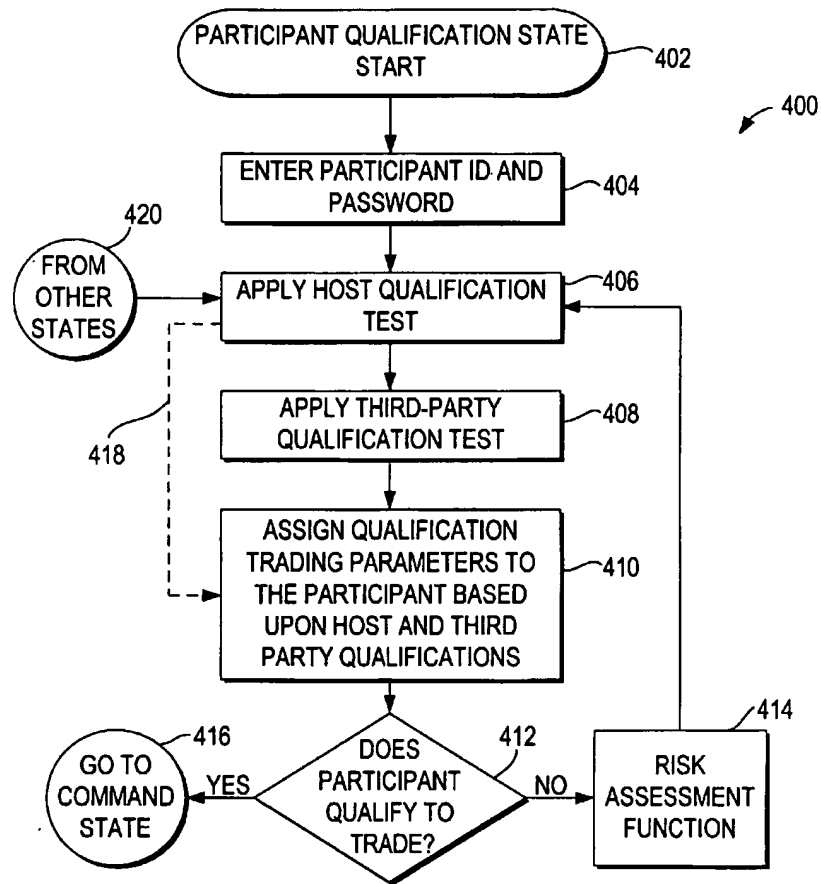 PARTICIPANT QUALIFICATION STATE
START
402
400
ENTER PARTICIPANT ID AND
PASSWORD
404
420
FROM
OTHER
STATES
APPLY HOST QUALIFICATION
TEST
406
418
APPLY THIRD-PARTY
QUALIFICATION TEST
408
ASSIGN QUALIFICATION
TRADING PARAMETERS TO
THE PARTICIPANT BASED
UPON HOST AND THIRD
PARTY QUALIFICATIONS
410
416
GO TO
COMMAND
STATE
YES
DOES
PARTICIPANT
QUALIFY TO
TRADE?
412
NO
414
RISK
ASSESSMENT
FUNCTION